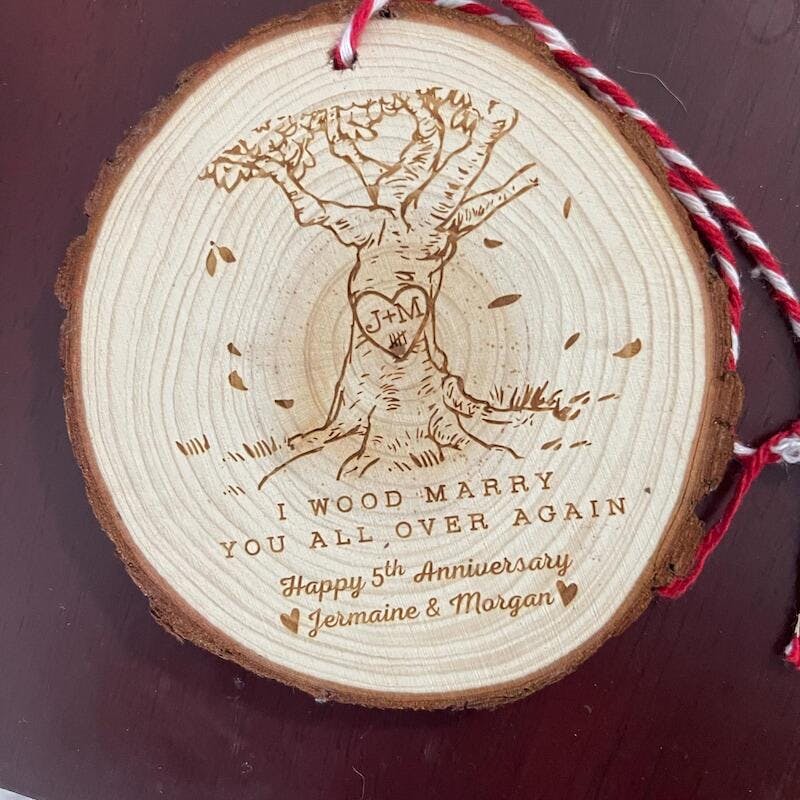 J+M
I WOOD MARRY
YOU ALL OVER AGAIN
Happy 5th Anniversary
Jermaine & Morgan